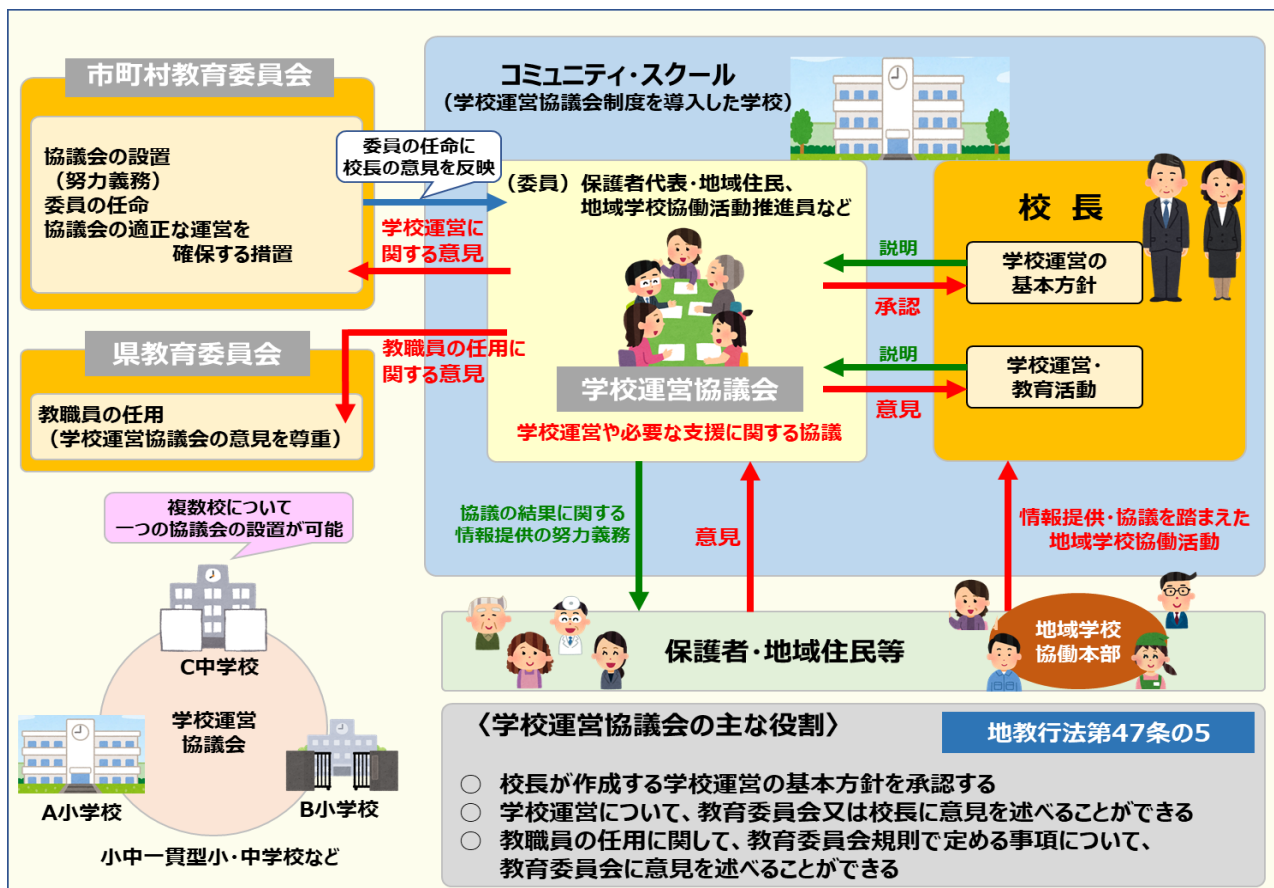 市町村教育委員会
協議会の設置
（努力義務）
委員の任命
協議会の適正な運営を
確保する措置
委員の任命に
校長の意見を反映
学校運営に
関する意見
県教育委員会
教職員の任用
（学校運営協議会の意見を尊重）
教職員の任用に
関する意見
コミュニティ・スクール
（学校運営協議会制度を導入した学校）
（委員）保護者代表・地域住民、
地域学校協働活動推進員など
学校運営協議会
学校運営や必要な支援に関する協議
校 長
説明
承認
学校運営の
基本方針
説明
意見
学校運営・
教育活動
協議の結果に関する
情報提供の努力義務
意見
情報提供・協議を踏まえた
地域学校協働活動
保護者・地域住民等
地域学校
協働本部
複数校について
一つの協議会の設置が可能
C中学校
学校運営
協議会
A小学校
B小学校
小中一貫型小・中学校など
〈学校運営協議会の主な役割〉
地教行法第47条の5
○ 校長が作成する学校運営の基本方針を承認する
○ 学校運営について、教育委員会又は校長に意見を述べることができる
○ 教職員の任用に関して、教育委員会規則で定める事項について、
教育委員会に意見を述べることができる